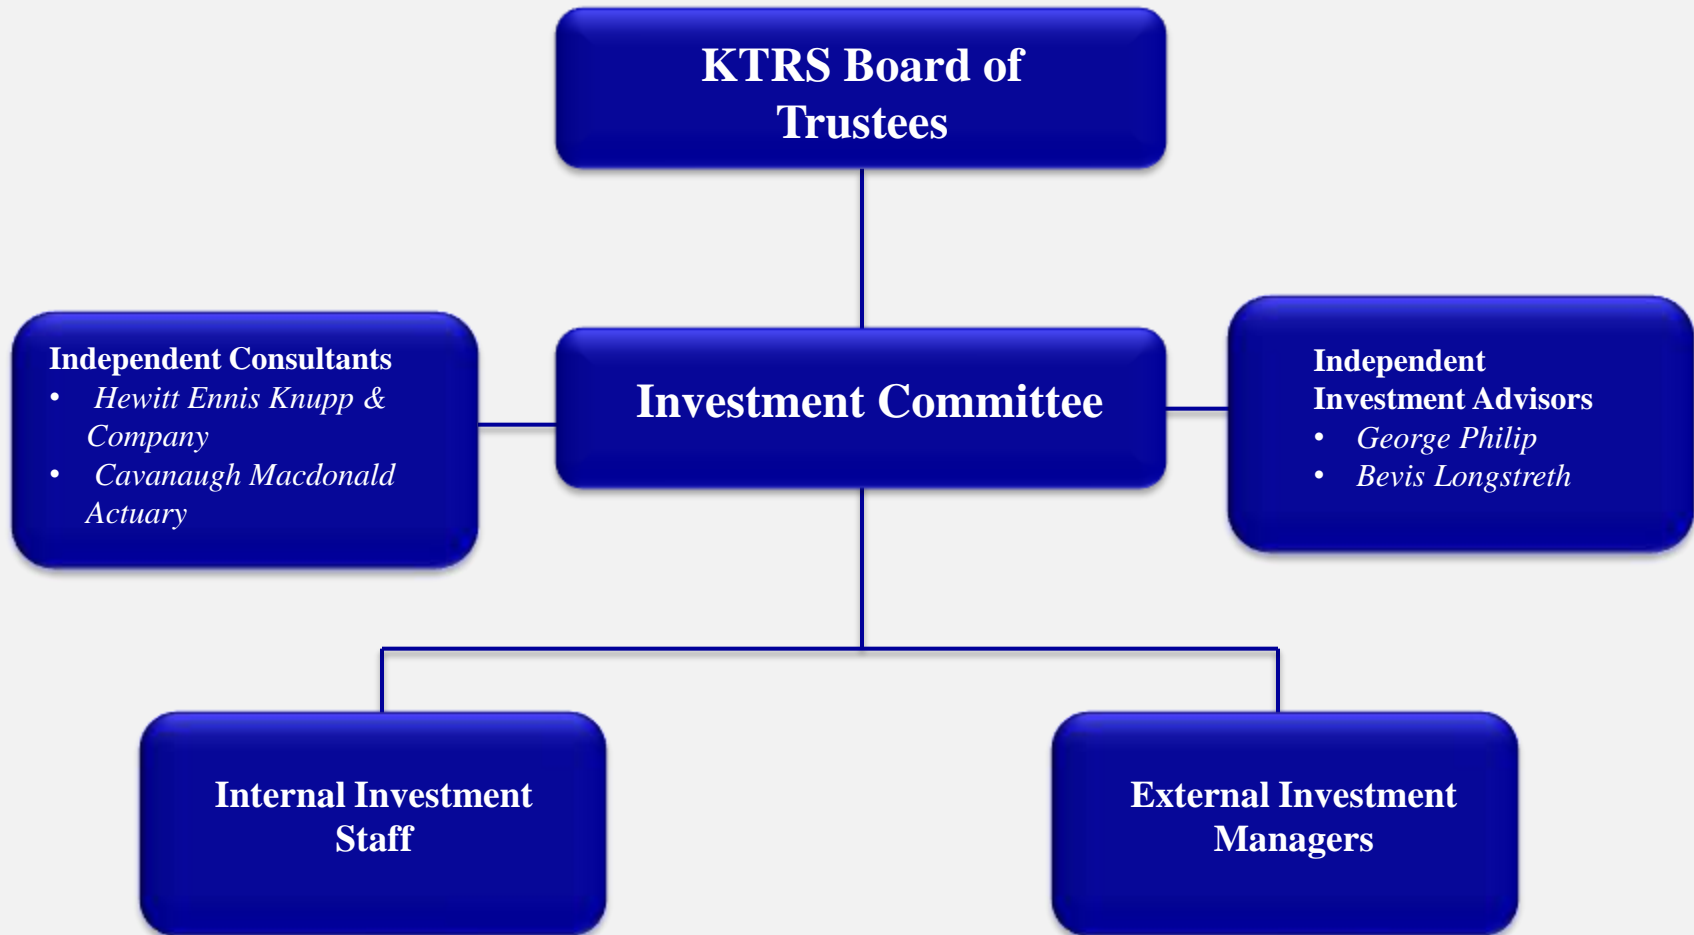 KTRS Board of
Trustees
Independent Consultants
• Hewitt Ennis Knupp &
Company
• Cavanaugh Macdonald
Actuary
Investment Committee
Independent
Investment Advisors
• George Philip
• Bevis Longstreth
Internal Investment
Staff
External Investment
Managers